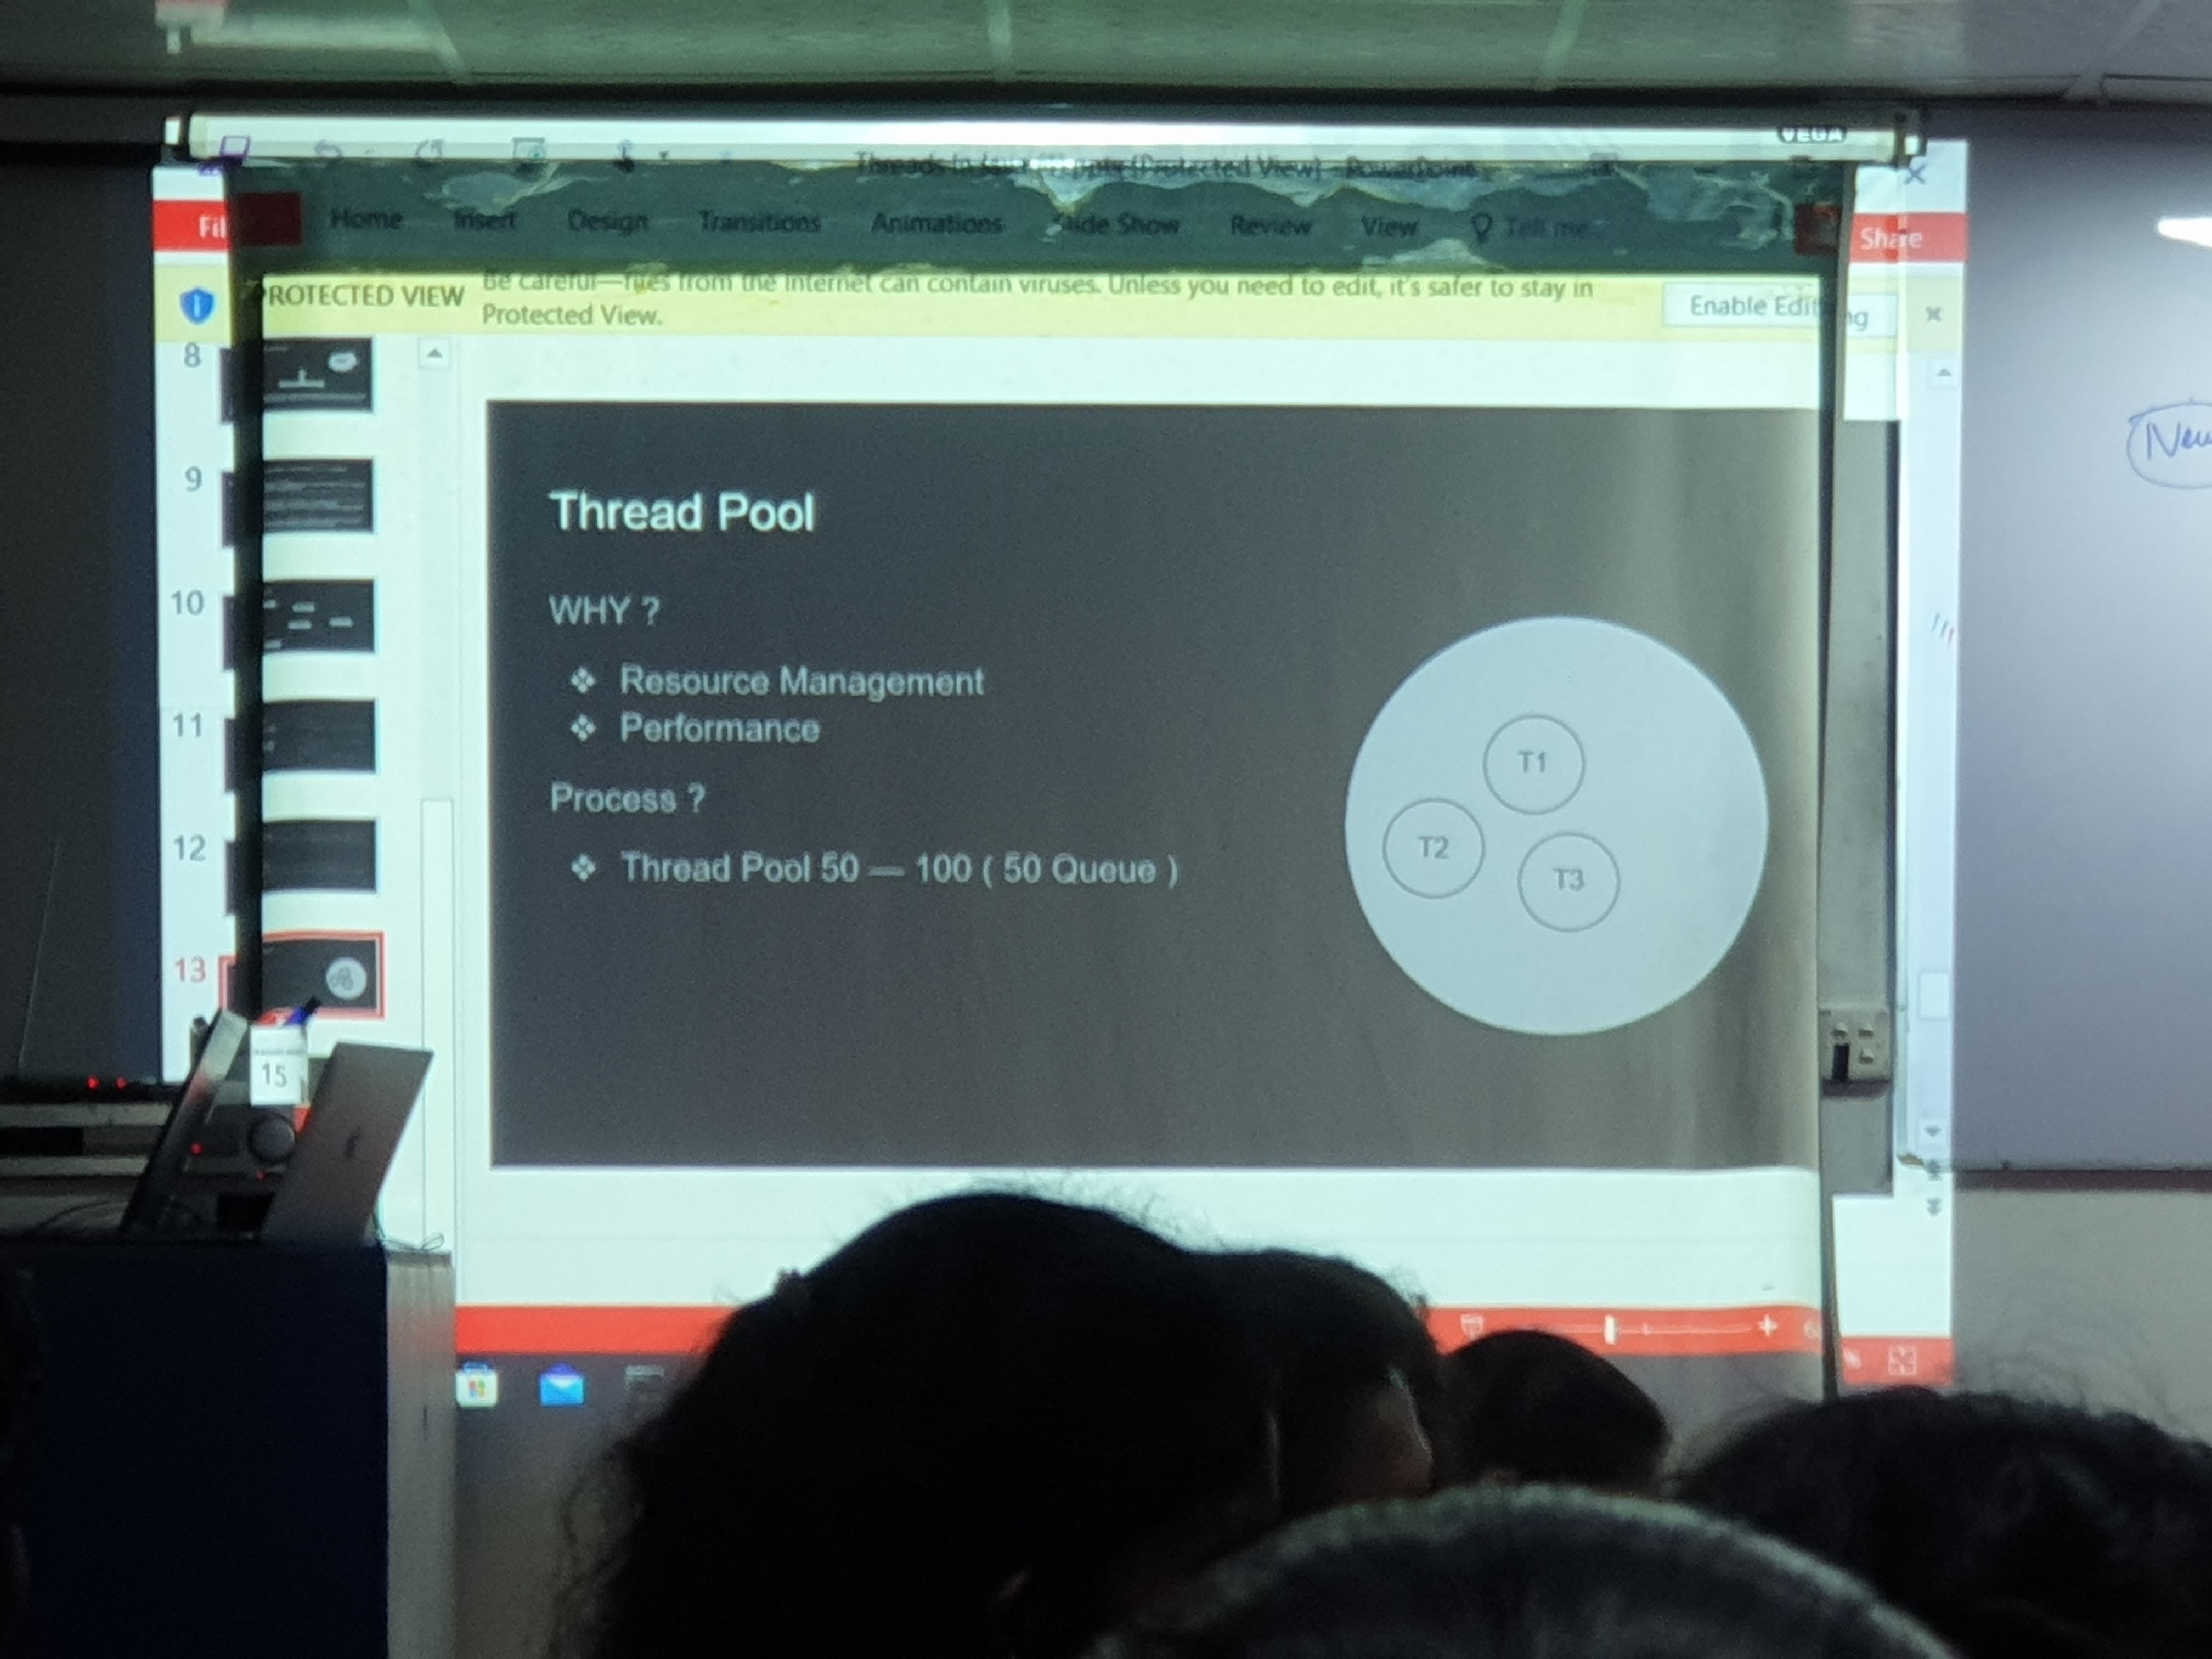 VEGA
Threads in [Protected View] - PowerPoint
Fil Home Insert Design Transitions Animations Slide Show Review View Tell me Share
PROTECTED VIEW Be careful—files from the Internet can contain viruses. Unless you need to edit, it's safer to stay in
Protected View.
Enable Editing
8
9
10
11
12
13
Thread Pool
WHY ?
❖ Resource Management
❖ Performance
Process ?
❖ Thread Pool 50 — 100 ( 50 Queue )
T1
T2
T3
15
New